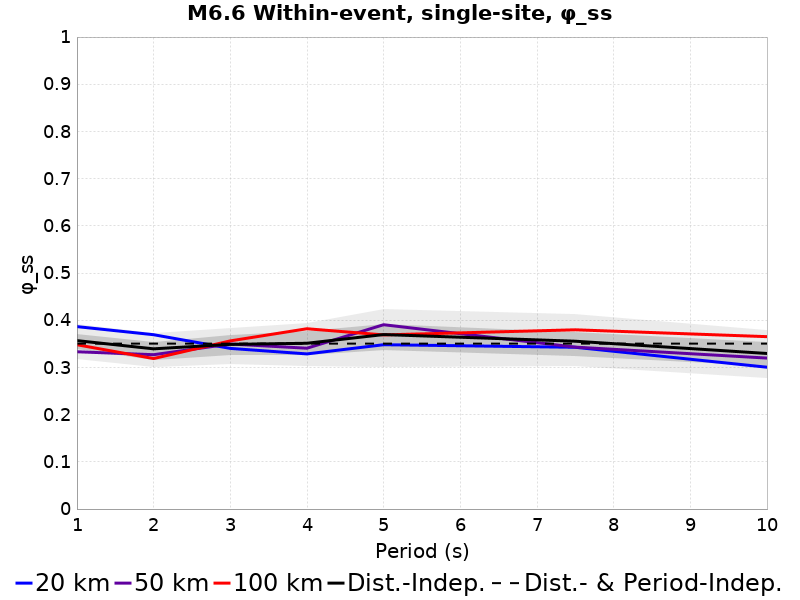 M6.6 Within-event, single-site, φ_ss
1
0.9
0.8
0.7
0.6
0.5
0.4
0.3
0.2
0.1
0
φ_ss
1 2 3 4 5 6 7 8 9 10
Period (s)
20 km 50 km 100 km Dist.-Indep. Dist.- & Period-Indep.